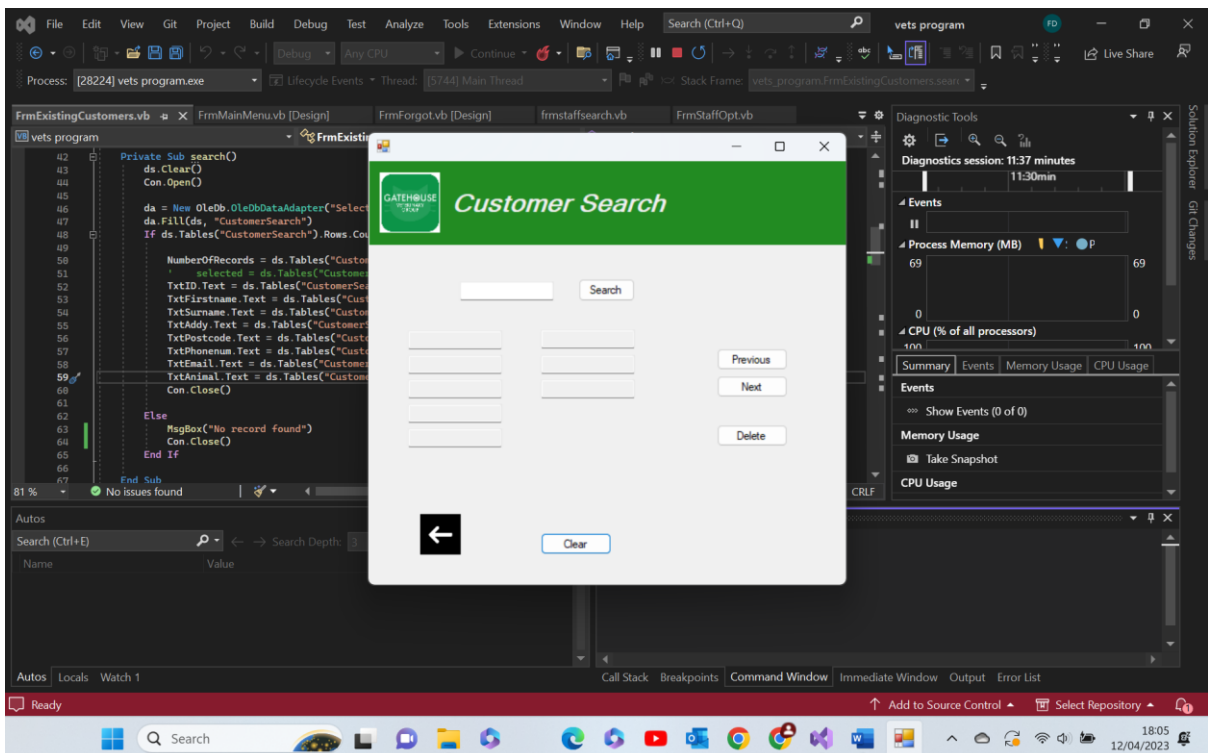 File Edit View Git Project Build Debug Test Analyze Tools Extensions Window Help Search (Ctrl+Q) vets program FD
Debug Any CPU Continue Live Share
Process: [28224] vets program.exe Lifecycle Events Thread: [5744] Main Thread Stack Frame: vets_program.FrmExistingCustomers.sear
FrmExistingCustomers.vb FrmMainMenu.vb [Design] FrmForgot.vb [Design] frmstaffsearch.vb FrmStaffOpt.vb
vets program FrmExistin
42 Private Sub search()
43 ds.Clear()
44 Con.Open()
45
46 da = New OleDb.OleDbDataAdapter("Select
47 da.Fill(ds, "CustomerSearch")
48 If ds.Tables("CustomerSearch").Rows.Cou
49
50 NumberOfRecords = ds.Tables("Custom
51 ' selected = ds.Tables("Customer
52 TxtID.Text = ds.Tables("CustomerSea
53 TxtFirstname.Text = ds.Tables("Cust
54 TxtSurname.Text = ds.Tables("Custom
55 TxtAddy.Text = ds.Tables("CustomerS
56 TxtPostcode.Text = ds.Tables("Custo
57 TxtPhonenum.Text = ds.Tables("Custo
58 TxtEmail.Text = ds.Tables("Customer
59 TxtAnimal.Text = ds.Tables("Custome
60 Con.Close()
61
62 Else
63 MsgBox("No record found")
64 Con.Close()
65 End If
66
67 End Sub
81 % No issues found CRLF
GATEHOUSE
Customer Search
Search
Previous
Next
Delete
Clear
Diagnostic Tools
Diagnostics session: 11:37 minutes
11:30min
Events
Process Memory (MB) P
69 69
0 0
CPU (% of all processors)
100 100
Summary Events Memory Usage CPU Usage
Events
Show Events (0 of 0)
Memory Usage
Take Snapshot
CPU Usage
Solution Explorer
Git Changes
Autos
Search (Ctrl+E) Search Depth: 3
Name Value
Autos Locals Watch 1
Call Stack Breakpoints Command Window Immediate Window Output Error List
Ready Add to Source Control Select Repository 1
Search
18:05
12/04/2023